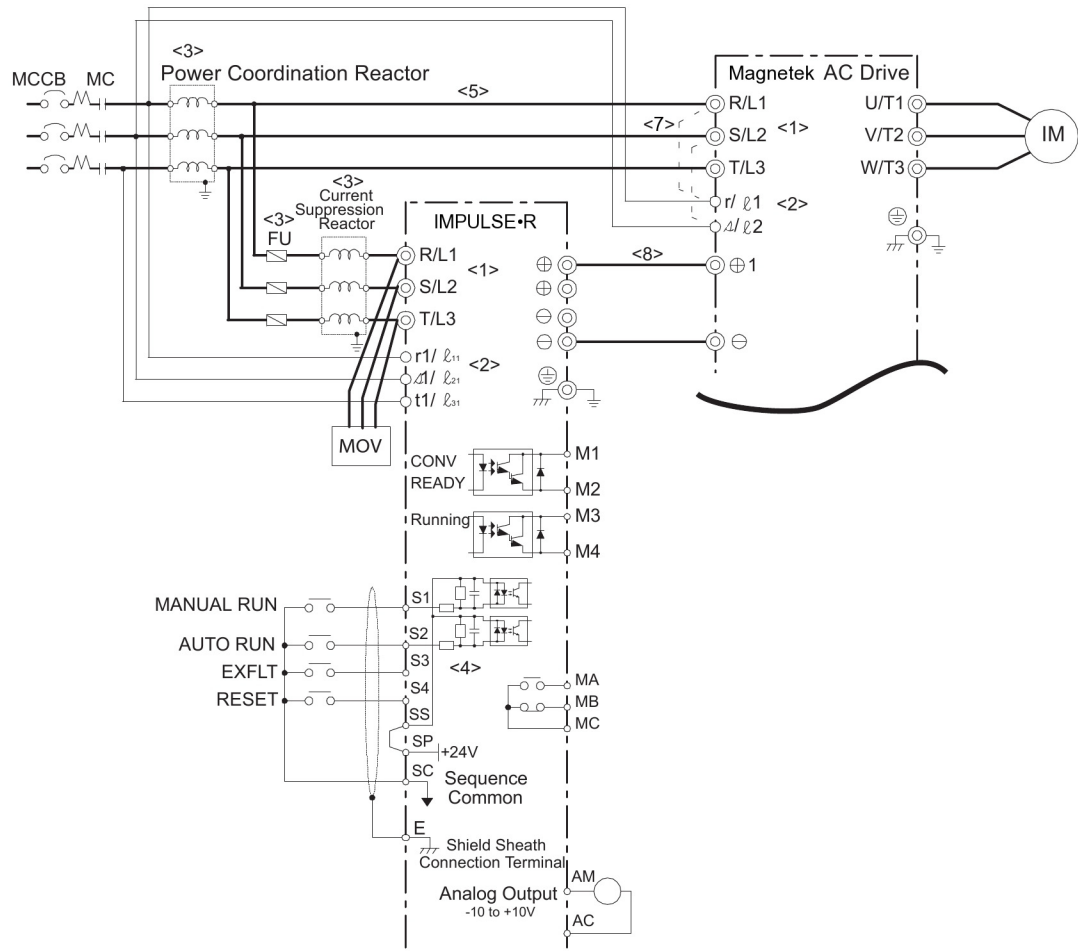 <3>
Power Coordination Reactor
MCCB MC
<5>
Magnetek AC Drive
R/L1
U/T1
<7>
S/L2
<1>
V/T2
IM
T/L3
W/T3
r/ ℓ1
<2>
s/ ℓ2
<3>
Current
Suppression
Reactor
<3>
FU
IMPULSE•R
R/L1
<1>
S/L2
T/L3
r1/ ℓ11
<2>
s1/ ℓ21
t1/ ℓ31
⊕
⊕
⊖
⊖
<8>
⊕1
⊖
MOV
CONV
READY
M1
M2
Running
M3
M4
MANUAL RUN
S1
AUTO RUN
S2
EXFLT
S3
<4>
RESET
S4
SS
SP
+24V
SC
Sequence
Common
MA
MB
MC
E
Shield Sheath
Connection Terminal
Analog Output
-10 to +10V
AM
AC